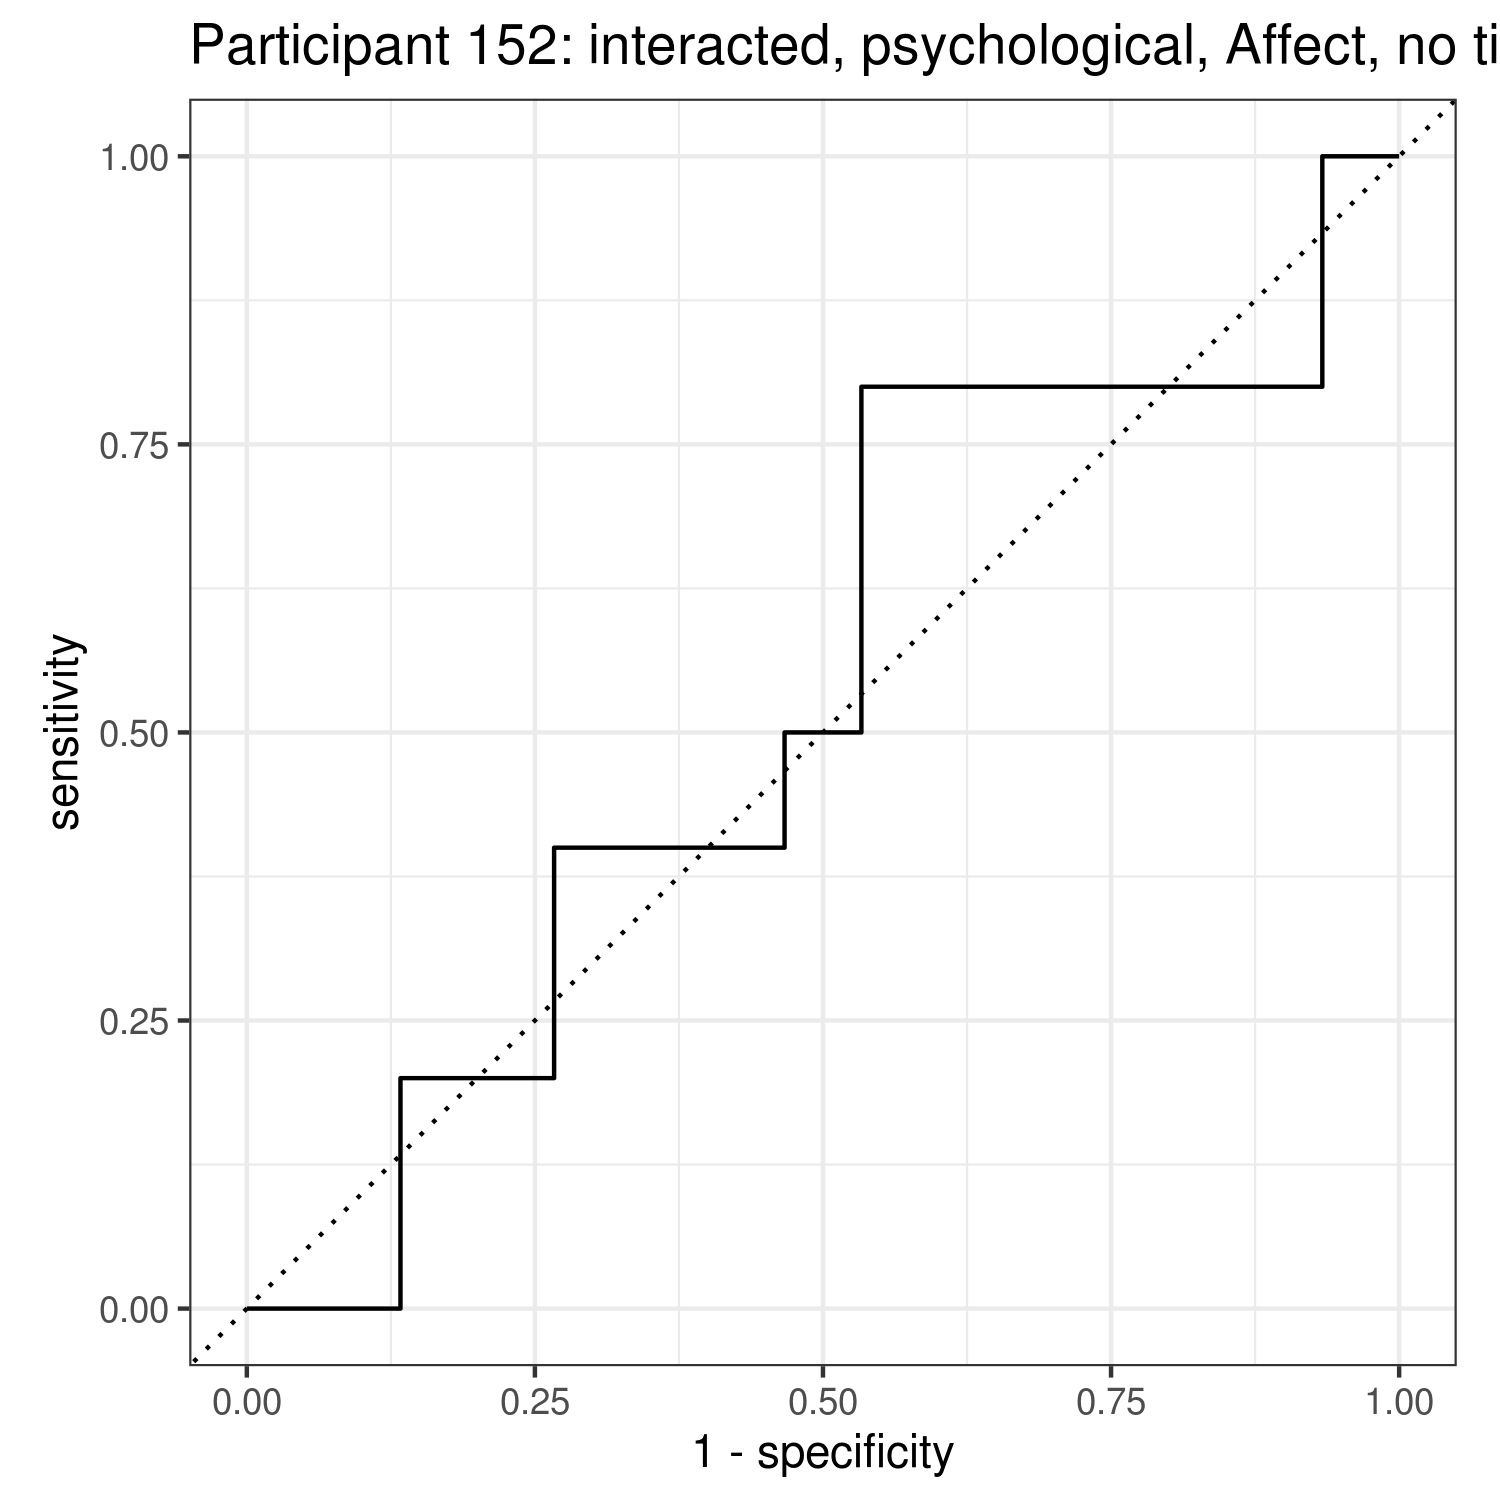 Participant 152: interacted, psychological, Affect, no ti
1.00
0.75
0.50
0.25
0.00
sensitivity
0.00 0.25 0.50 0.75 1.00
1 - specificity